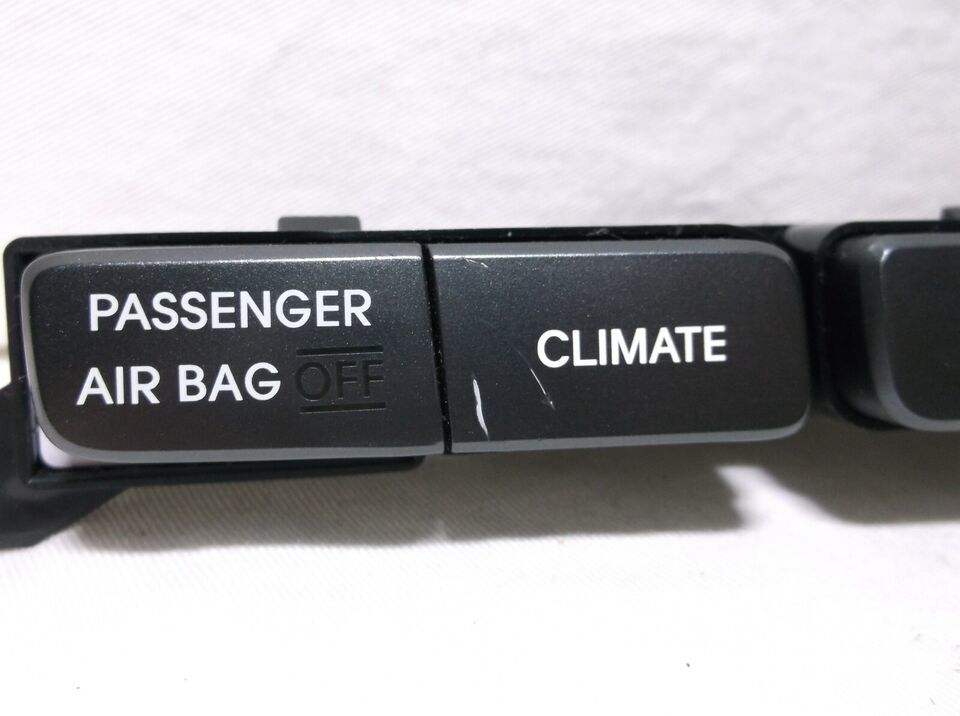 PASSENGER
AIR BAG OFF
CLIMATE